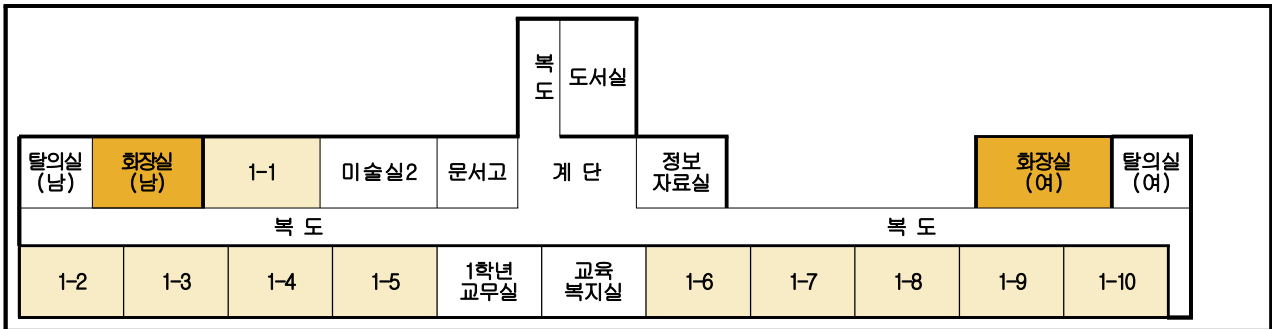 복
도
도서실
탈의실
(남)
화장실
(남)
1-1
미술실2
문서고
계 단
정보
자료실
화장실
(여)
탈의실
(여)
복 도
복 도
1-2
1-3
1-4
1-5
1학년
교무실
교육
복지실
1-6
1-7
1-8
1-9
1-10